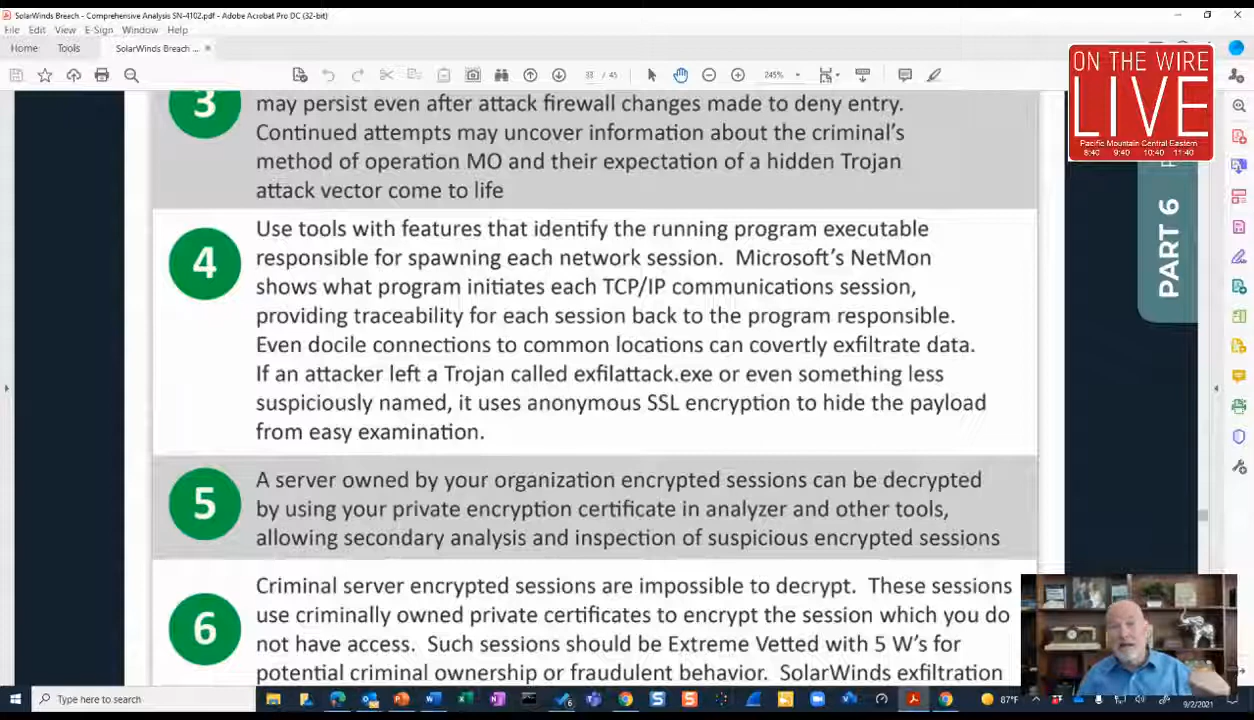 SolarWinds Breach - Comprehensive Analysis SN-4102.pdf - Adobe Acrobat Pro DC (32-bit)
File Edit View E-Sign Window Help
Home Tools SolarWinds Breach ...
33 / 45
245%
ON THE WIRE
LIVE
Pacific Mountain Central Eastern
8:40 9:40 10:40 11:40
3
may persist even after attack firewall changes made to deny entry.
Continued attempts may uncover information about the criminal's
method of operation MO and their expectation of a hidden Trojan
attack vector come to life
PART 6
4
Use tools with features that identify the running program executable
responsible for spawning each network session. Microsoft's NetMon
shows what program initiates each TCP/IP communications session,
providing traceability for each session back to the program responsible.
Even docile connections to common locations can covertly exfiltrate data.
If an attacker left a Trojan called exfilattack.exe or even something less
suspiciously named, it uses anonymous SSL encryption to hide the payload
from easy examination.
5
A server owned by your organization encrypted sessions can be decrypted
by using your private encryption certificate in analyzer and other tools,
allowing secondary analysis and inspection of suspicious encrypted sessions
6
Criminal server encrypted sessions are impossible to decrypt. These sessions
use criminally owned private certificates to encrypt the session which you do
not have access. Such sessions should be Extreme Vetted with 5 W's for
potential criminal ownership or fraudulent behavior. SolarWinds exfiltration
Type here to search
87°F
9/2/2021